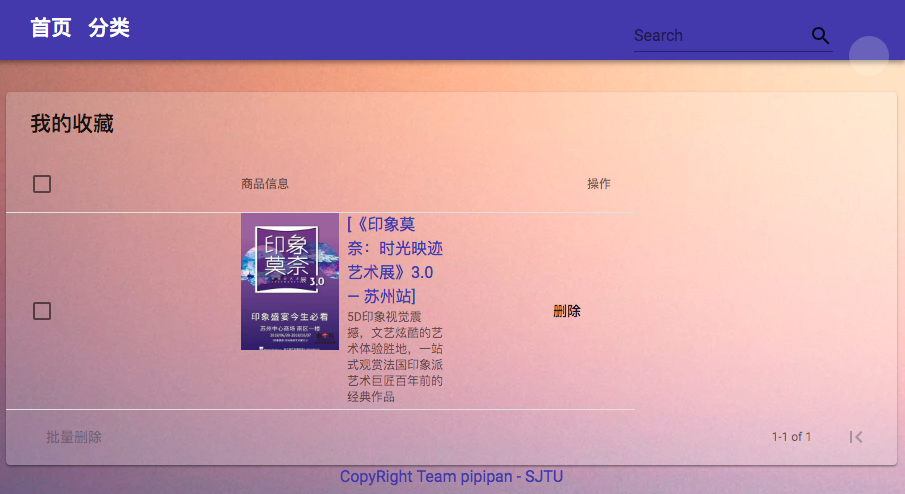 首页 分类
Search
我的收藏
商品信息
操作
印象
莫奈
展 3.0
印象盛宴今生必看
苏州中心商场 南区一楼
[《印象莫
奈：时光映迹
艺术展》3.0
— 苏州站]
5D印象视觉震
撼，文艺炫酷的艺
术体验胜地，一站
式观赏法国印象派
艺术巨匠百年前的
经典作品
删除
批量删除
1-1 of 1
CopyRight Team pipipan - SJTU